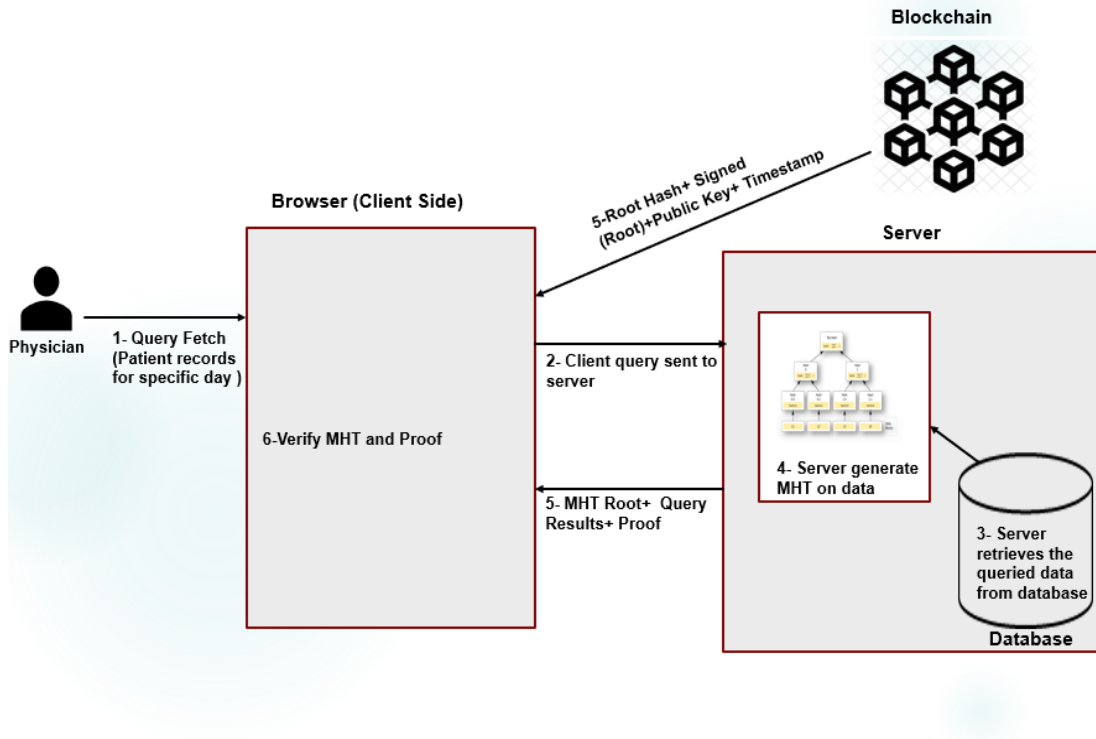 Blockchain
5-Root Hash+ Signed
(Root)+Public Key+ Timestamp
Browser (Client Side)
Server
Physician
1- Query Fetch
(Patient records
for specific day )
2- Client query sent to
server
6-Verify MHT and Proof
4- Server generate
MHT on data
5- MHT Root+ Query
Results+ Proof
3- Server
retrieves the
queried data
from database
Database